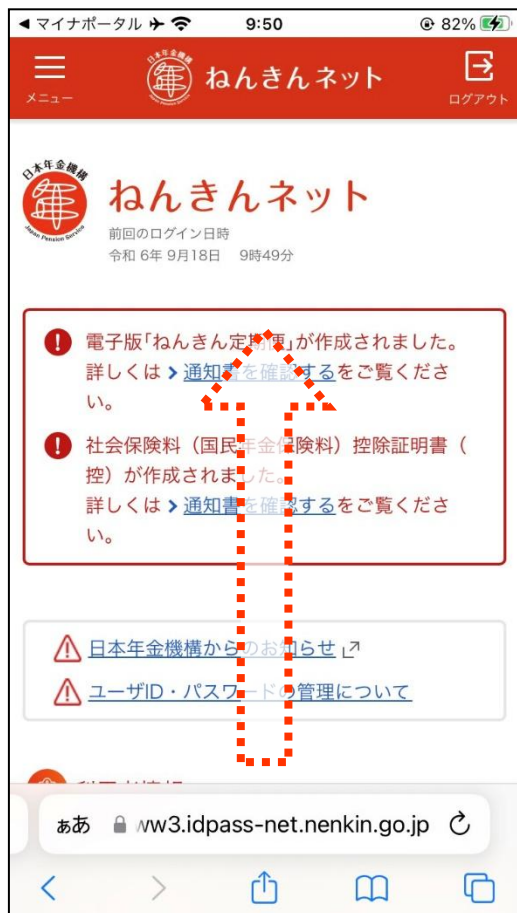 ◀ マイナポータル 9:50 82%
メニュー
日本年金機構
ねんきんネット
ログアウト
日本年金機構
Japan Pension Service
ねんきんネット
前回のログイン日時
令和 6年 9月18日 9時49分
電子版「ねんきん定期便」が作成されました。
詳しくは > 通知書を確認するをご覧くださ
い。
社会保険料（国民年金保険料）控除証明書（
控）が作成されました。
詳しくは > 通知書を確認するをご覧くださ
い。
日本年金機構からのお知らせ
ユーザID・パスワードの管理について
ぁあ ww3.idpass-net.nenkin.go.jp